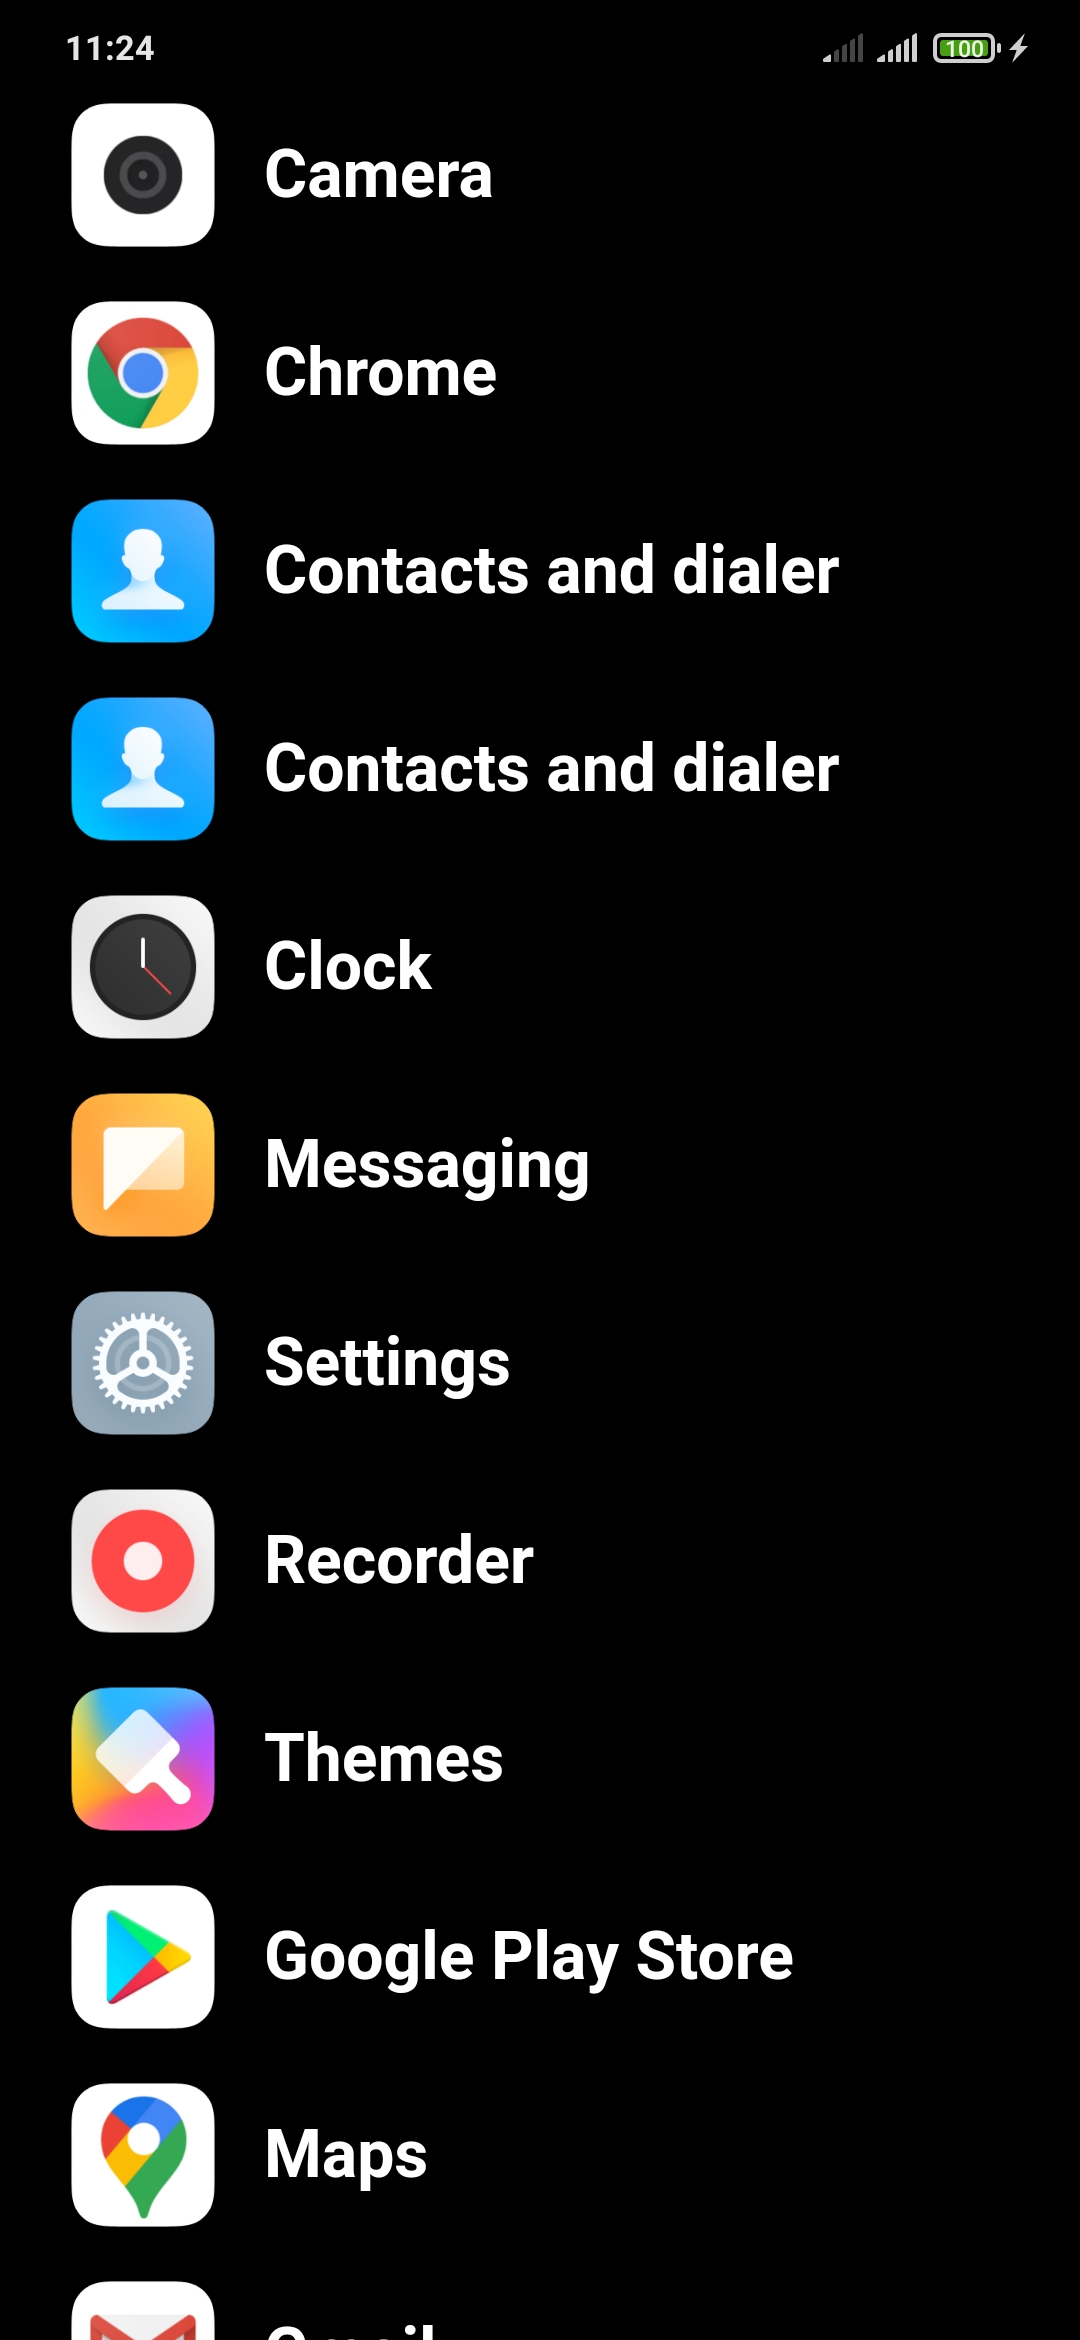 11:24
100
Camera
Chrome
Contacts and dialer
Contacts and dialer
Clock
Messaging
Settings
Recorder
Themes
Google Play Store
Maps
Gmail